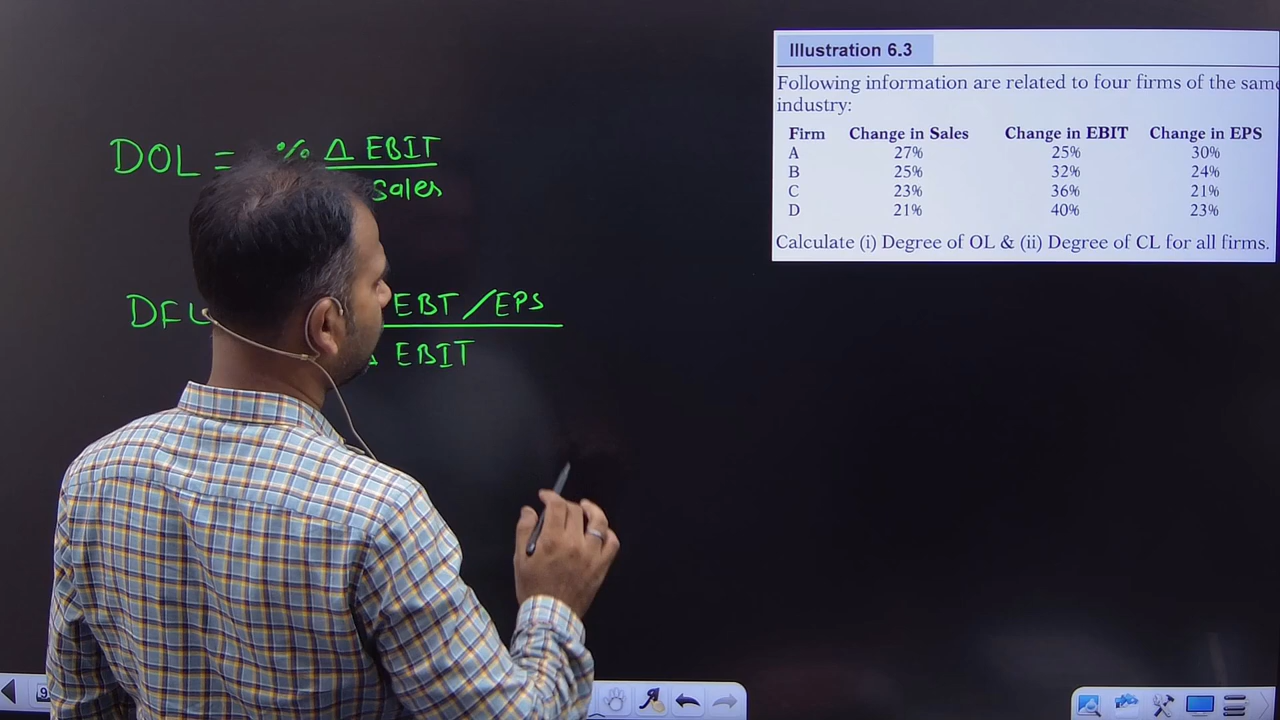 DOL = % Δ EBIT
sales
EBT / EPS
EBIT
Illustration 6.3
Following information are related to four firms of the same
industry:
Firm Change in Sales Change in EBIT Change in EPS
A 27% 25% 30%
B 25% 32% 24%
C 23% 36% 21%
D 21% 40% 23%
Calculate (i) Degree of OL & (ii) Degree of CL for all firms.